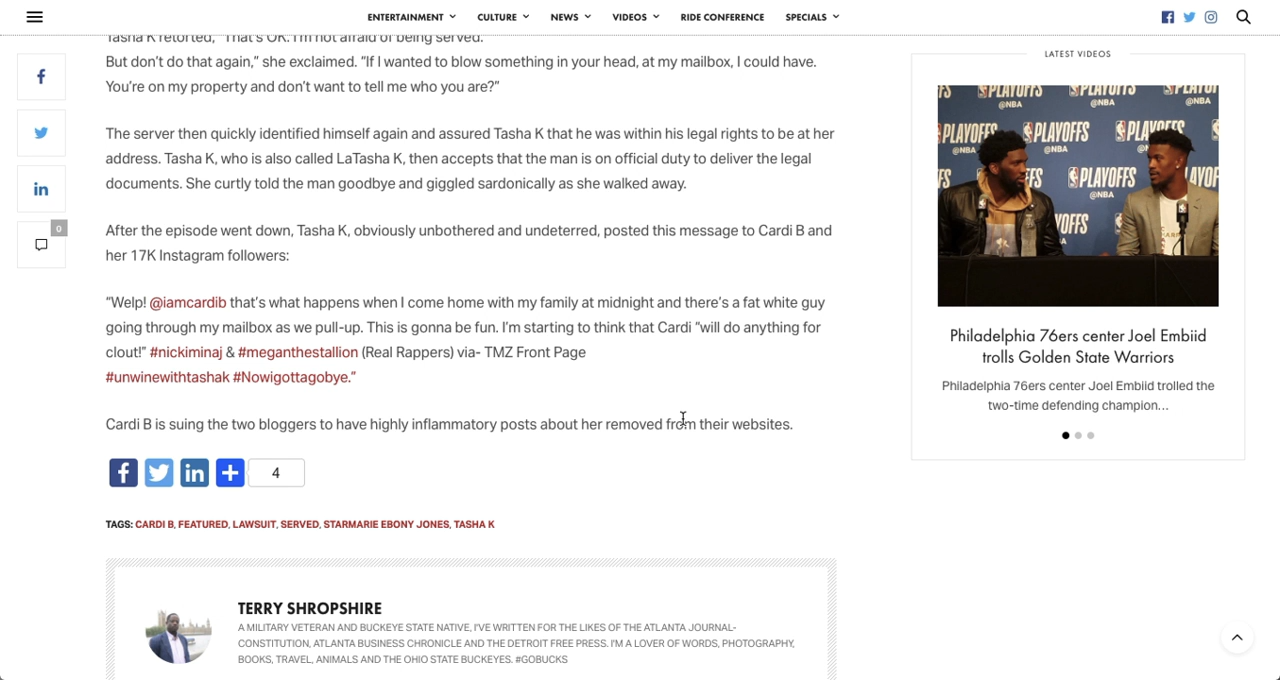 ENTERTAINMENT CULTURE NEWS VIDEOS RIDE CONFERENCE SPECIALS
Tasha K retorted, “That's OK. I'm not afraid of being served.
But don't do that again,” she exclaimed. “If I wanted to blow something in your head, at my mailbox, I could have.
You're on my property and don't want to tell me who you are?”
The server then quickly identified himself again and assured Tasha K that he was within his legal rights to be at her
address. Tasha K, who is also called LaTasha K, then accepts that the man is on official duty to deliver the legal
documents. She curtly told the man goodbye and giggled sardonically as she walked away.
After the episode went down, Tasha K, obviously unbothered and undeterred, posted this message to Cardi B and
her 17K Instagram followers:
“Welp! @iamcardib that's what happens when I come home with my family at midnight and there's a fat white guy
going through my mailbox as we pull-up. This is gonna be fun. I'm starting to think that Cardi “will do anything for
clout!” #nickiminaj & #meganthestallion (Real Rappers) via- TMZ Front Page
#unwinewithtashak #Nowigottagobye.”
Cardi B is suing the two bloggers to have highly inflammatory posts about her removed from their websites.
0
4
TAGS: CARDI B, FEATURED, LAWSUIT, SERVED, STARMARIE EBONY JONES, TASHA K
TERRY SHROPSHIRE
A MILITARY VETERAN AND BUCKEYE STATE NATIVE, I'VE WRITTEN FOR THE LIKES OF THE ATLANTA JOURNAL-
CONSTITUTION, ATLANTA BUSINESS CHRONICLE AND THE DETROIT FREE PRESS. I'M A LOVER OF WORDS, PHOTOGRAPHY,
BOOKS, TRAVEL, ANIMALS AND THE OHIO STATE BUCKEYES. #GOBUCKS
LATEST VIDEOS
PLAYOFFS
@NBA
Philadelphia 76ers center Joel Embiid
trolls Golden State Warriors
Philadelphia 76ers center Joel Embiid trolled the
two-time defending champion...